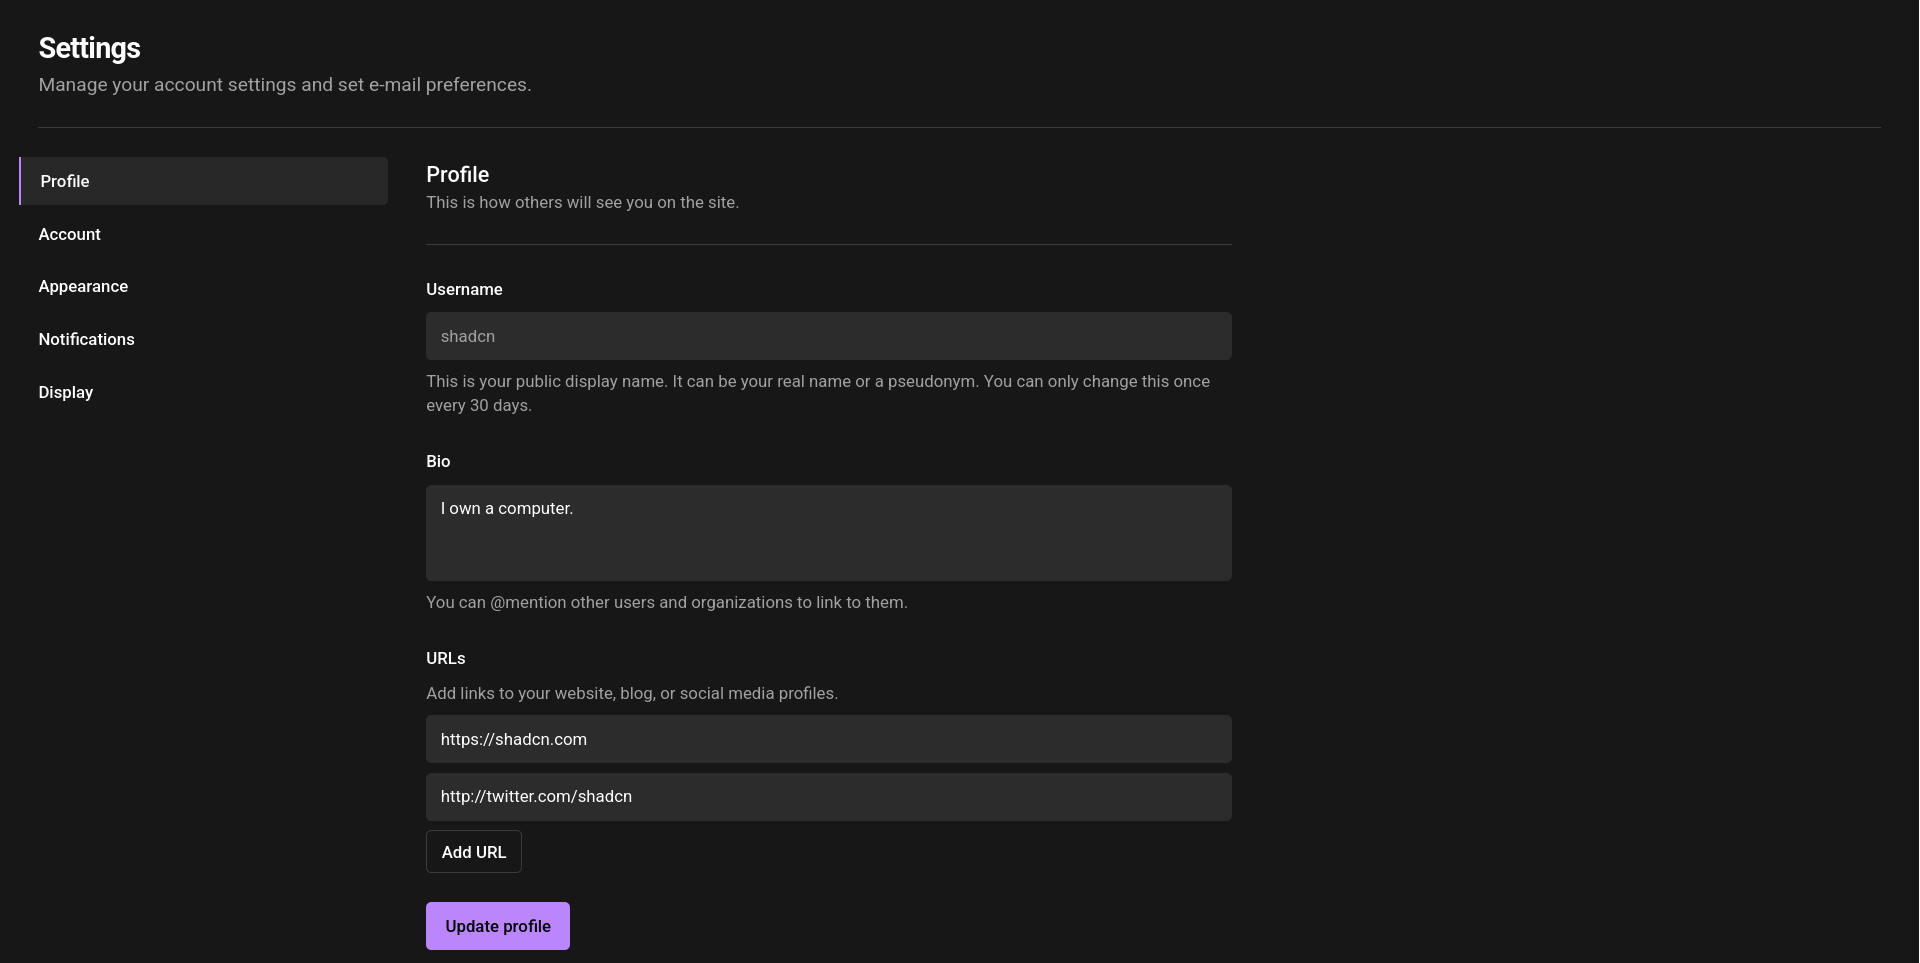 Settings
Manage your account settings and set e-mail preferences.
Profile
Account
Appearance
Notifications
Display
Profile
This is how others will see you on the site.
Username
shadcn
This is your public display name. It can be your real name or a pseudonym. You can only change this once
every 30 days.
Bio
I own a computer.
You can @mention other users and organizations to link to them.
URLs
Add links to your website, blog, or social media profiles.
https://shadcn.com
http://twitter.com/shadcn
Add URL
Update profile